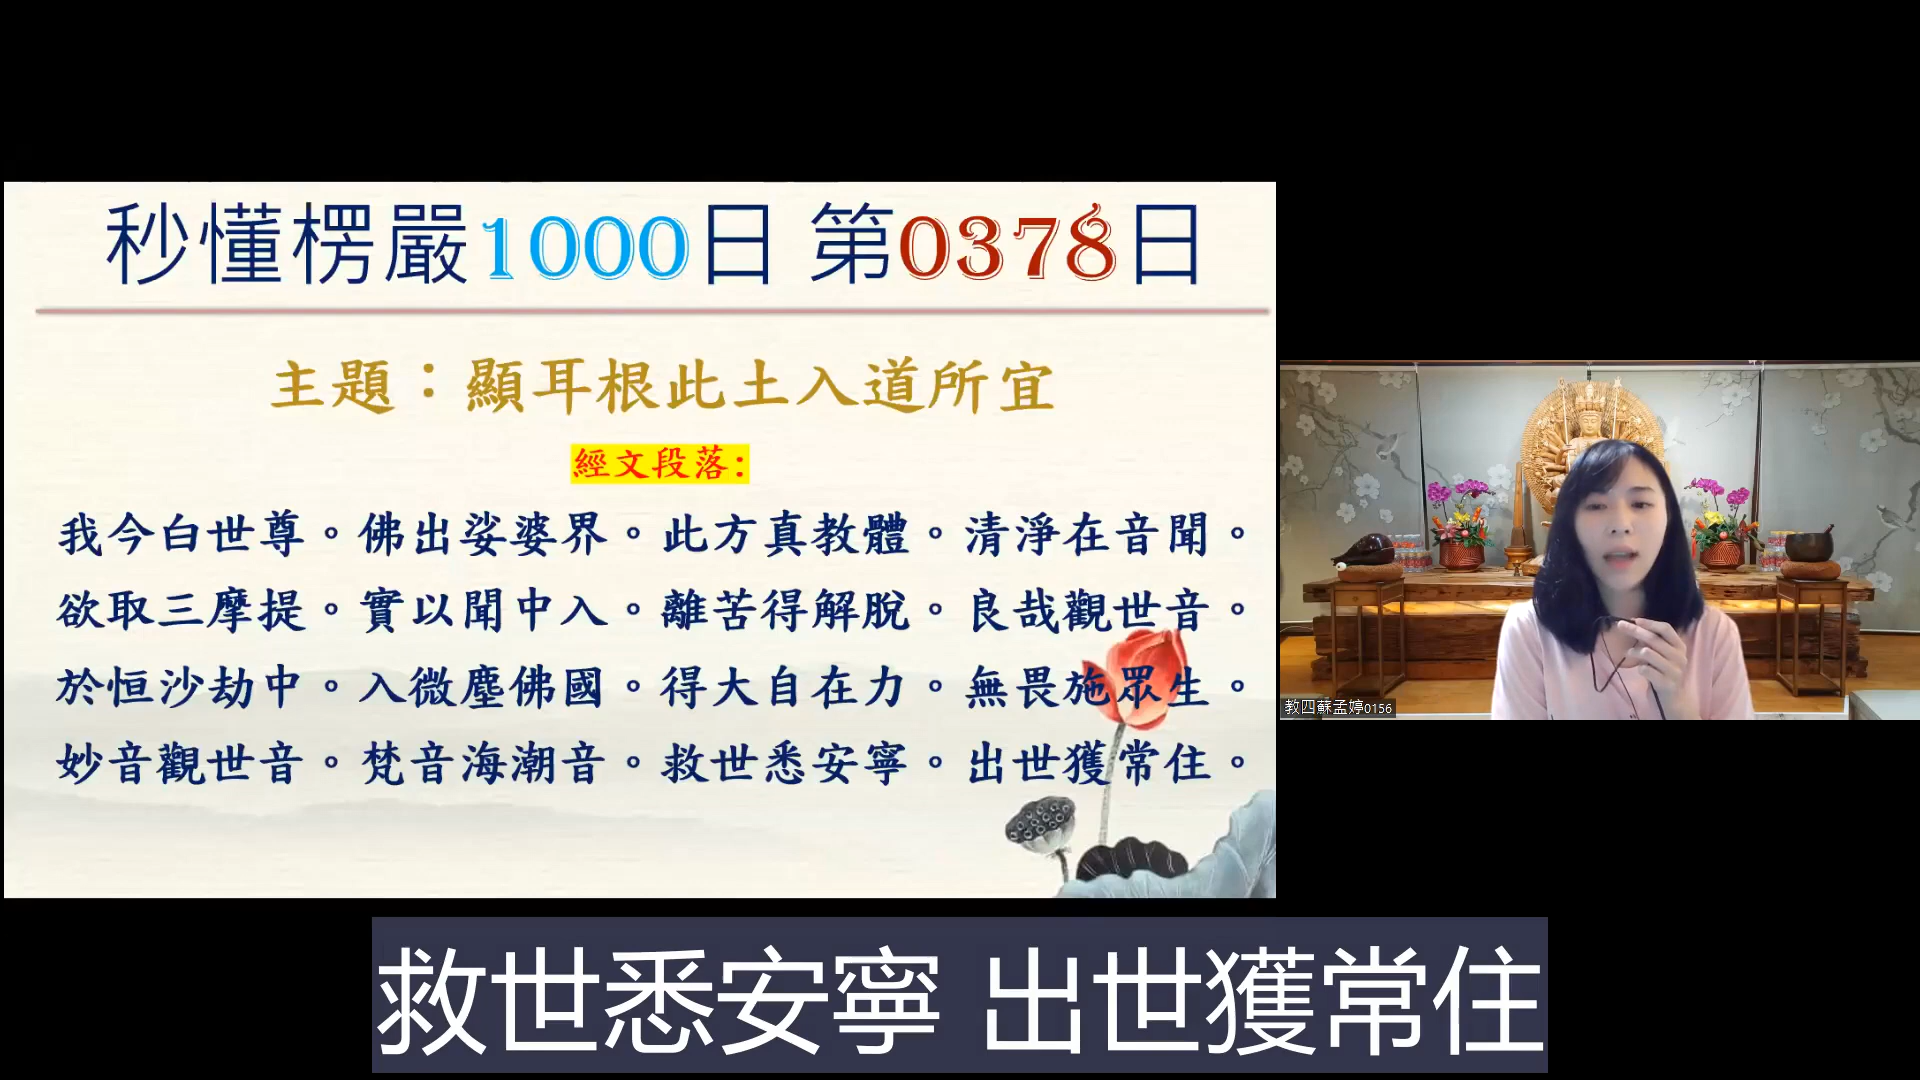 秒懂楞嚴1000日 第0378日
主題：顯耳根此土入道所宜
經文段落:
我今白世尊。佛出娑婆界。此方真教體。清淨在音聞。
欲取三摩提。實以聞中入。離苦得解脫。良哉觀世音。
於恒沙劫中。入微塵佛國。得大自在力。無畏施眾生。
妙音觀世音。梵音海潮音。救世悉安寧。出世獲常住。
教四蘇孟婷0156
救世悉安寧 出世獲常住